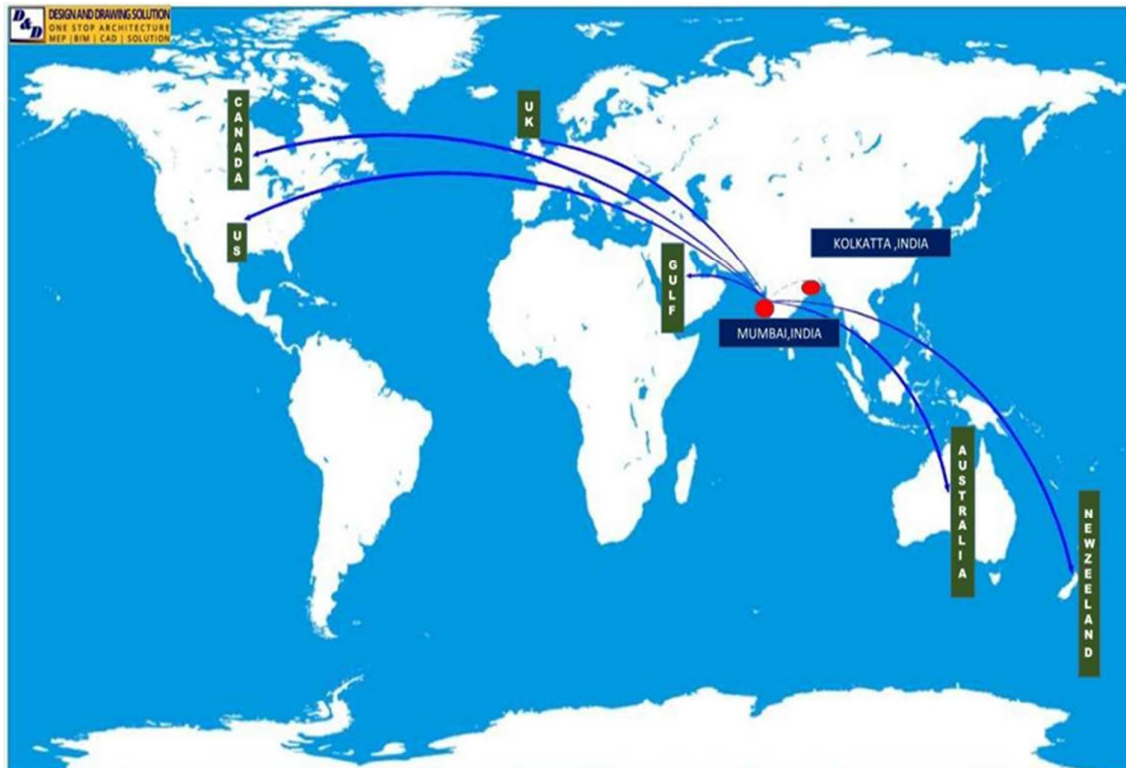 D&D
DESIGN AND DRAWING SOLUTION
ONE STOP ARCHITECTURE
MEP | BIM | CAD | SOLUTION
CANADA
UK
US
GULF
KOLKATTA ,INDIA
MUMBAI,INDIA
AUSTRALIA
NEWZEELAND